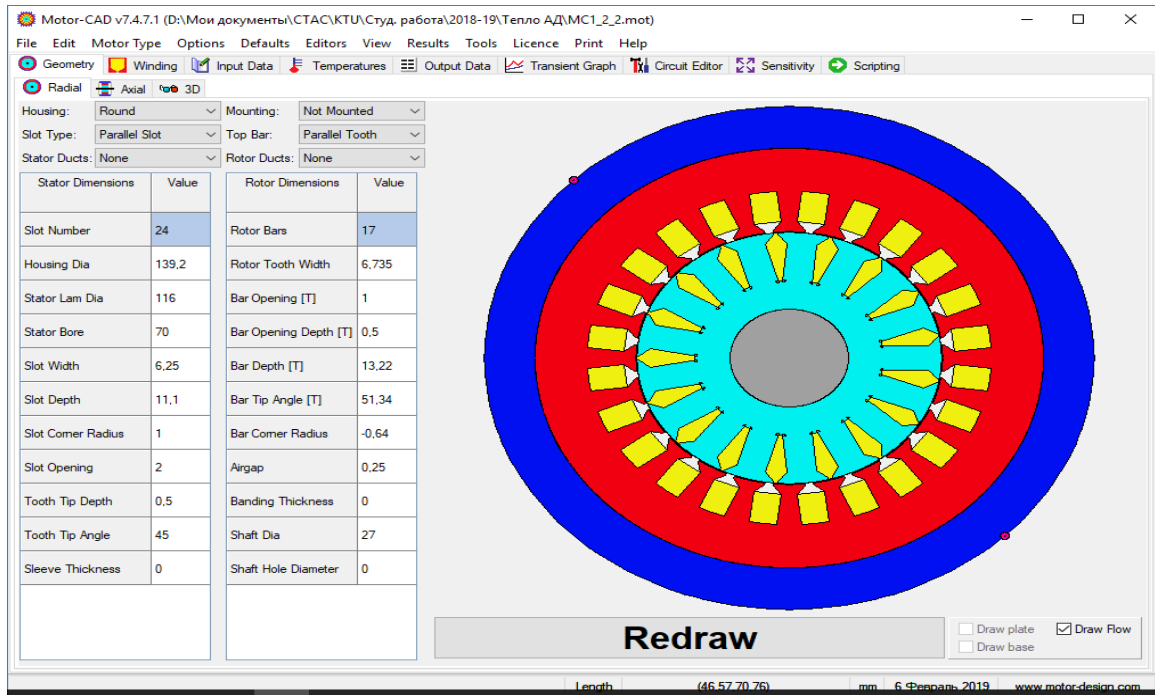 Motor-CAD v7.4.7.1 (D:\Мои документы\СТАС\KTU\Студ. работа\2018-19\Тепло АД\MC1_2_2.mot)
File Edit Motor Type Options Defaults Editors View Results Tools Licence Print Help
Geometry Winding Input Data Temperatures Output Data Transient Graph Circuit Editor Sensitivity Scripting
Radial Axial 3D
Housing: Round Mounting: Not Mounted
Slot Type: Parallel Slot Top Bar: Parallel Tooth
Stator Ducts: None Rotor Ducts: None
Stator Dimensions Value Rotor Dimensions Value
Slot Number 24 Rotor Bars 17
Housing Dia 139,2 Rotor Tooth Width 6,735
Stator Lam Dia 116 Bar Opening [T] 1
Stator Bore 70 Bar Opening Depth [T] 0,5
Slot Width 6,25 Bar Depth [T] 13,22
Slot Depth 11,1 Bar Tip Angle [T] 51,34
Slot Corner Radius 1 Bar Corner Radius -0,64
Slot Opening 2 Airgap 0,25
Tooth Tip Depth 0,5 Banding Thickness 0
Tooth Tip Angle 45 Shaft Dia 27
Sleeve Thickness 0 Shaft Hole Diameter 0
Redraw
Draw plate Draw Flow
Draw base
Length (46,57,70,76) mm 6 Февраль 2019 www.motor-design.com